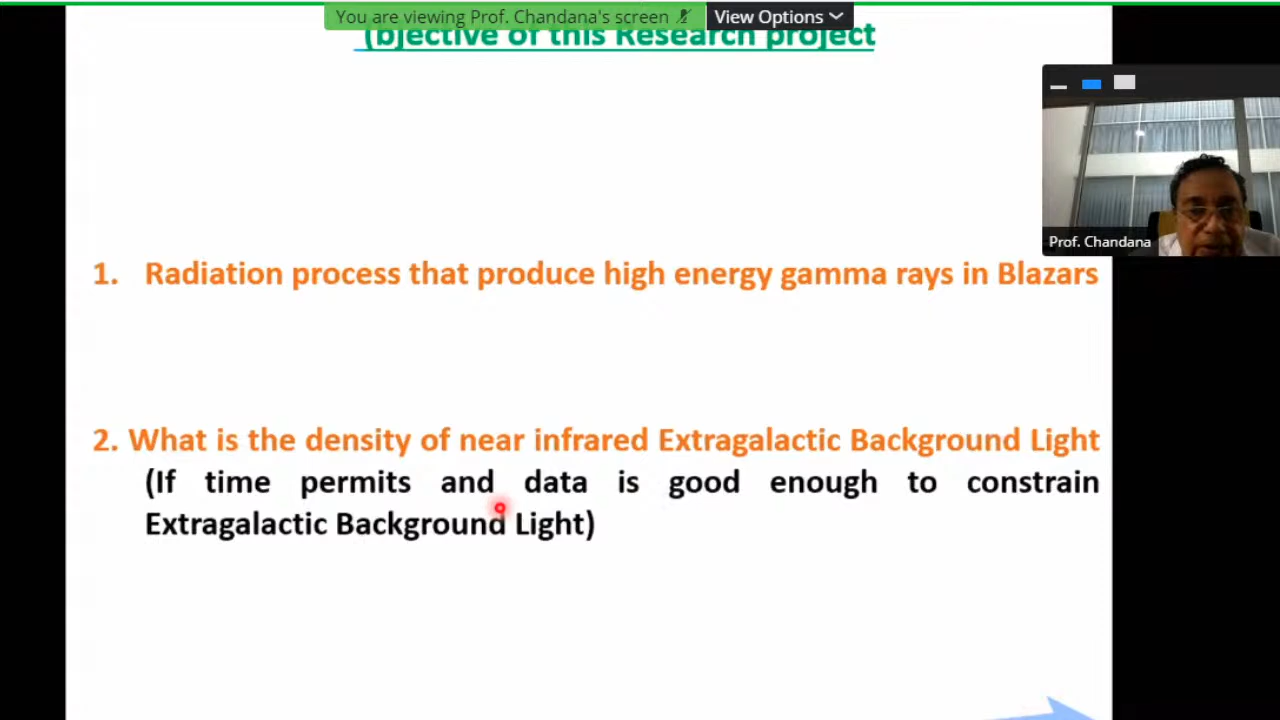 You are viewing Prof. Chandana's screen
View Options
(bjective of this Research project
Prof. Chandana
1. Radiation process that produce high energy gamma rays in Blazars
2. What is the density of near infrared Extragalactic Background Light
(If time permits and data is good enough to constrain
Extragalactic Background Light)